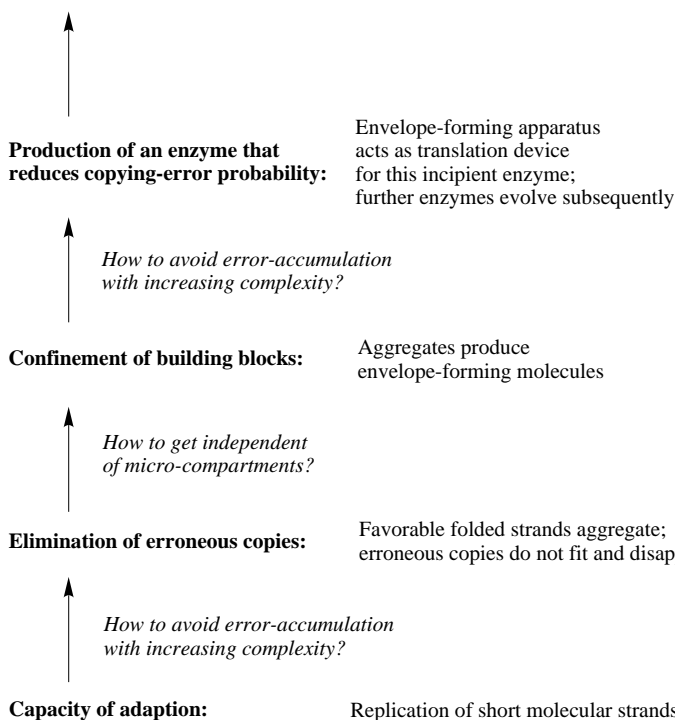 Production of an enzyme that
reduces copying-error probability:
Envelope-forming apparatus
acts as translation device
for this incipient enzyme;
further enzymes evolve subsequently
How to avoid error-accumulation
with increasing complexity?
Confinement of building blocks:
Aggregates produce
envelope-forming molecules
How to get independent
of micro-compartments?
Elimination of erroneous copies:
Favorable folded strands aggregate;
erroneous copies do not fit and disap
How to avoid error-accumulation
with increasing complexity?
Capacity of adaption:
Replication of short molecular strands